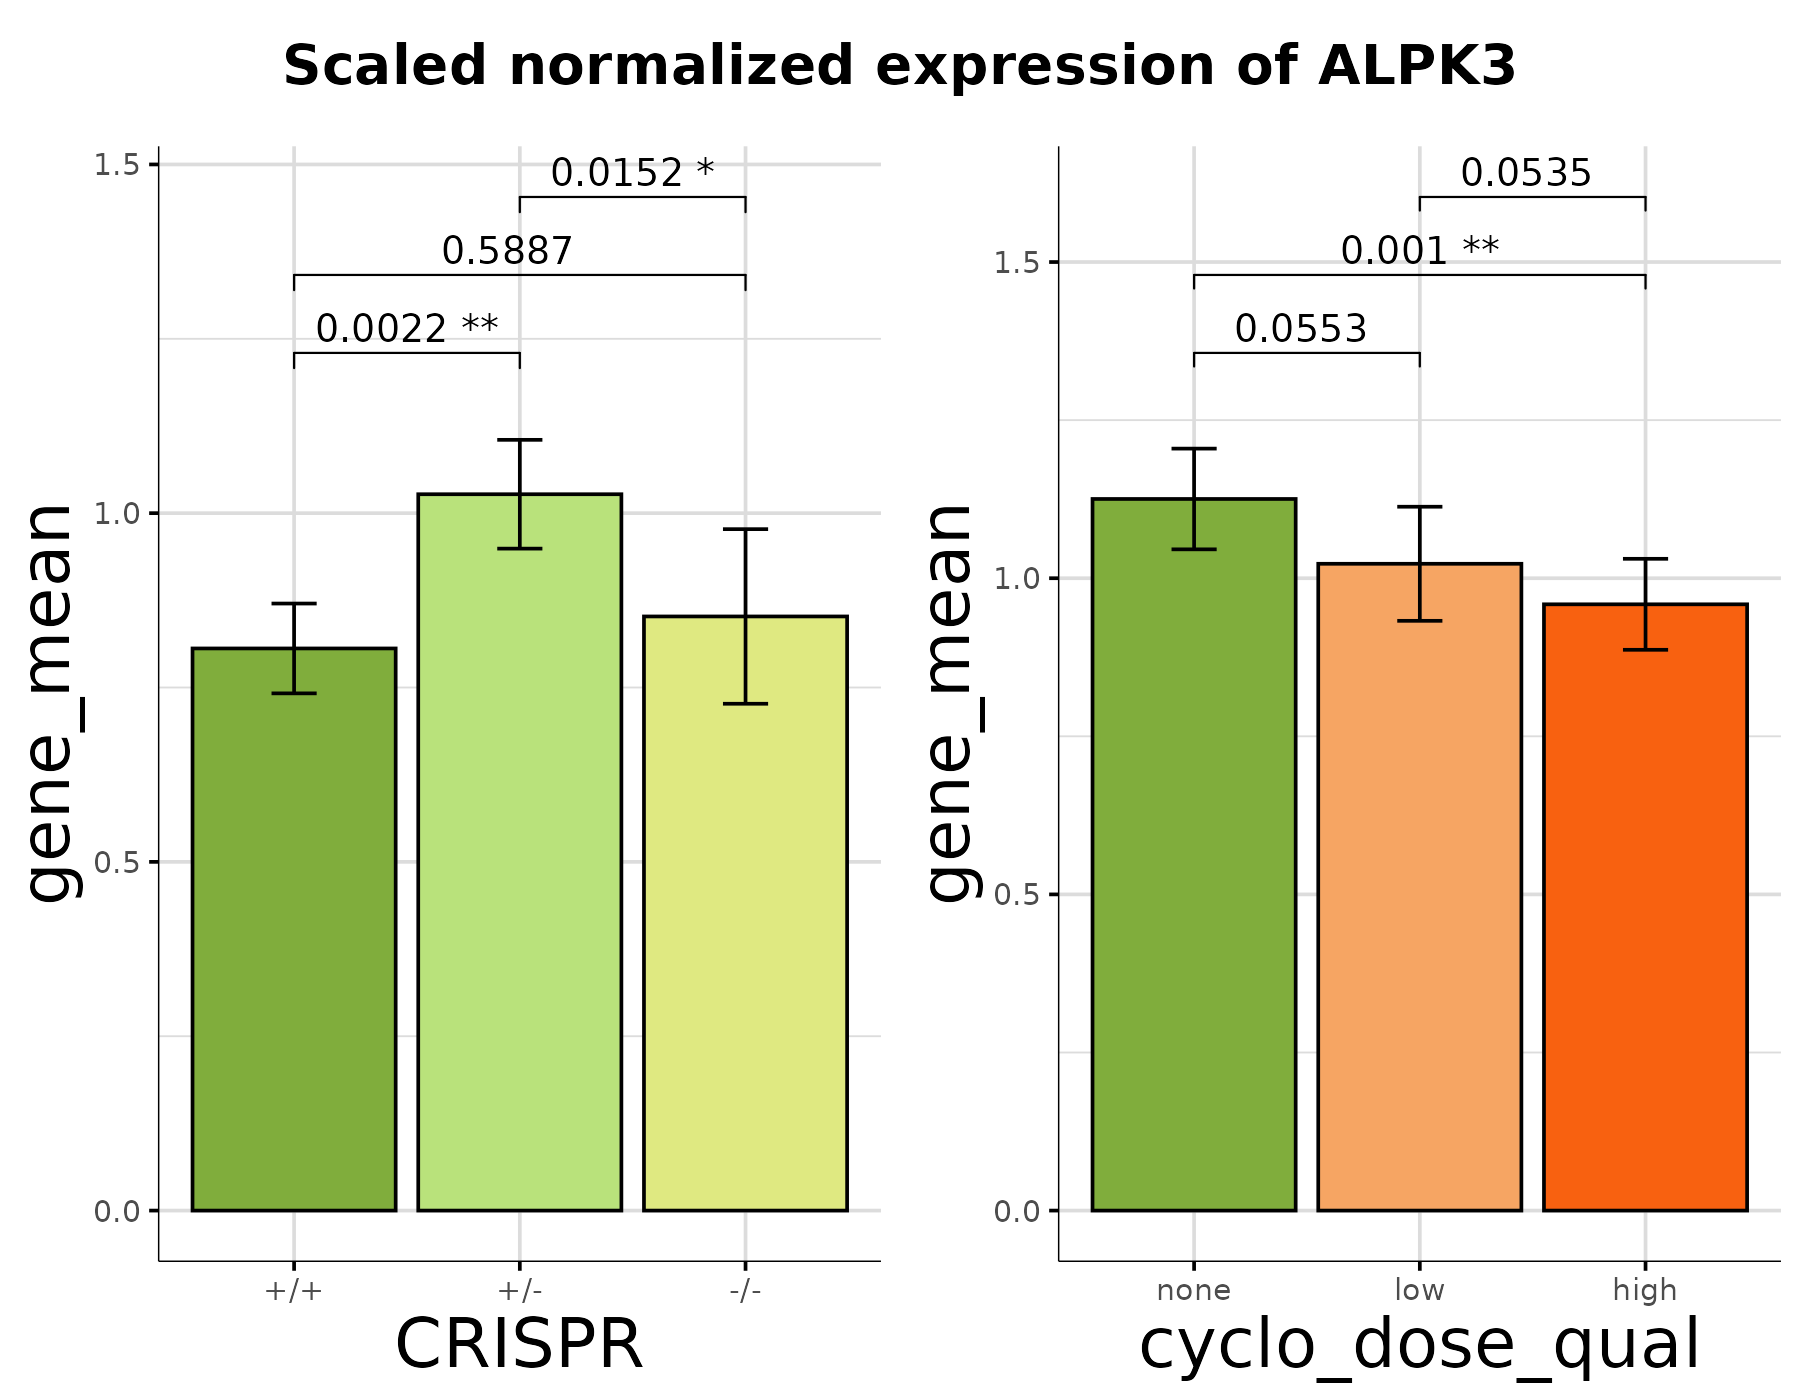 Scaled normalized expression of ALPK3
gene_mean
1.5
1.0
0.5
0.0
0.0152 *
0.5887
0.0022 **
+/+
+/-
-/-
CRISPR
gene_mean
1.5
1.0
0.5
0.0
0.0535
0.001 **
0.0553
none
low
high
cyclo_dose_qual